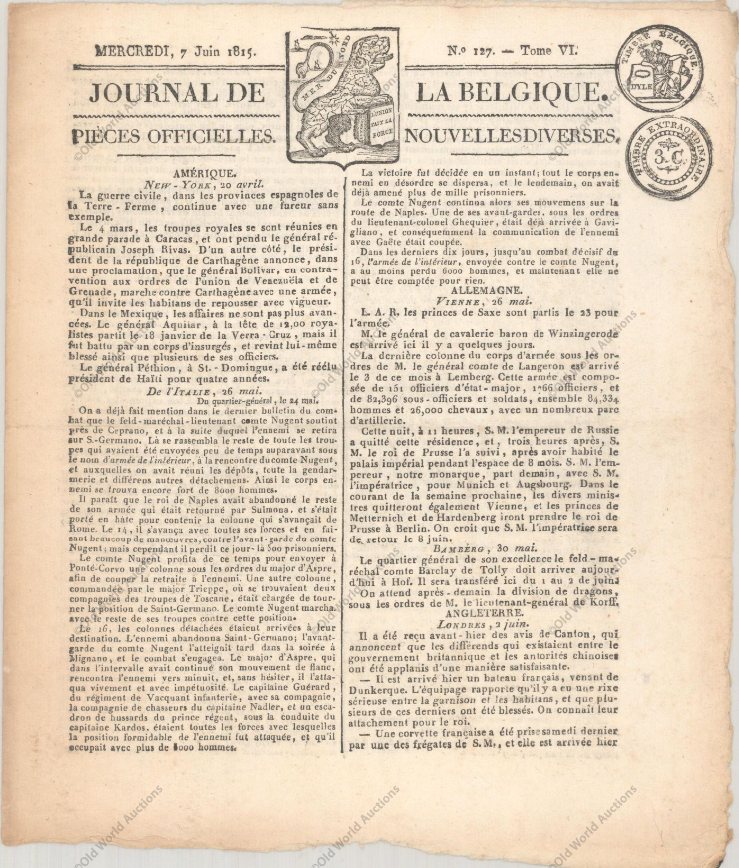 MERCREDI, 7 Juin 1815.
N.º 127. — Tome VI.
MER DU NORD
L'UNION
FAIT LA
FORCE
TIMBRE BELGIQUE.
DYLE
TIMBRE EXTRAORDINAIRE.
3. C.
JOURNAL DE LA BELGIQUE.
PIÈCES OFFICIELLES. NOUVELLES DIVERSES.
AMÉRIQUE.
New-York, 20 avril.
La guerre civile, dans les provinces espagnoles de
la Terre-Ferme, continue avec une fureur sans
exemple.
Le 4 mars, les troupes royales se sont réunies en
grande parade à Caracas, et ont pendu le général ré-
publicain Joseph Rivas. D'un autre côté, le prési-
dent de la république de Carthagène annonce, dans
une proclamation, que le général Bolivar, en contra-
vention aux ordres de l'union de Venezuëla et de
Grenade, marche contre Carthagène avec une armée,
qu'il invite les habitans de repousser avec vigueur.
Dans le Mexique, les affaires ne sont pas plus avan-
cées. Le général Aquilar, à la tête de 12,00 roya-
listes partit le 18 janvier de la Verra-Cruz, mais il
fut battu par un corps d'insurgés, et revint lui-même
blessé ainsi que plusieurs de ses officiers.
Le général Péthion, à St.-Domingue, a été réélu
président de Haïti pour quatre années.
De l'Italie, 26 mai.
Du quartier-général, le 24 mai.
On a déjà fait mention dans le dernier bulletin du com-
bat que le feld-maréchal-lieutenant comte Nugent soutint
près de Ceprano, et à la suite duquel l'ennemi se retira
sur S.-Germano. Là se rassembla le reste de toute les trou-
pes qui avaient été envoyées peu de temps auparavant sous
le nom d'armée de l'intérieur, à la rencontre du comte Nugent,
et auxquelles on avait réuni les dépôts, toute la gendar-
merie et différens autres détachemens. Ainsi le corps en-
nemi se trouva encore fort de 8000 hommes.
Il paraît que le roi de Naples avait abandonné le reste
de son armée qui était retourné par Sulmona, et s'était
porté en hâte pour contenir la colonne qui s'avançait de
Rome. Le 14, il s'avança avec toutes ses forces et en fai-
sant beaucoup de manœuvres, contre l'avant-garde du comte
Nugent; mais cependant il perdit ce jour-là 500 prisonniers.
Le comte Nugent profita de ce temps pour envoyer à
Ponté-Corvo une colonne sous les ordres du major d'Aspre,
afin de couper la retraite à l'ennemi. Une autre colonne,
commandée par le major Trieppe, où se trouvaient deux
compagnies des troupes de Toscane, était chargée de tour-
ner la position de Saint-Germano. Le comte Nugent marcha
avec le reste de ses troupes contre cette position.
Le 16, les colonnes détachées étaient arrivées à leur
destination. L'ennemi abandonna Saint-Germano; l'avant-
garde du comte Nugent l'atteignit tard dans la soirée à
Mignano, et le combat s'engagea. Le major d'Aspre, qui
dans l'intervalle avait continué son mouvement de flanc,
rencontra l'ennemi vers minuit, et, sans hésiter, il l'atta-
qua vivement et avec impétuosité. Le capitaine Guérard,
du régiment de Vacquant infanterie, avec sa compagnie,
la compagnie de chasseurs du capitaine Nadler, et un esca-
dron de hussards du prince régent, sous la conduite du
capitaine Kardos, étaient toutes les forces avec lesquelles
la position formidable de l'ennemi fut attaquée, et qu'il
occupait avec plus de 5000 hommes.
La victoire fut décidée en un instant; tout le corps en-
nemi en désordre se dispersa, et le lendemain, on avait
déjà amené plus de mille prisonniers.
Le comte Nugent continua alors ses mouvemens sur la
route de Naples. Une de ses avant-gardes, sous les ordres
du lieutenant-colonel Ghequier, était déjà arrivée à Gavi-
gliano, et conséquemment la communication de l'ennemi
avec Gaëte était coupée.
Dans les derniers dix jours, jusqu'au combat décisif du
16, l'armée de l'intérieur, envoyée contre le comte Nugent,
a au moins perdu 6000 hommes, et maintenant elle ne
peut être comptée pour rien.
ALLEMAGNE.
Vienne, 26 mai.
L. A. R. les princes de Saxe sont partis le 23 pour
l'armée.
M. le général de cavalerie baron de Winzingerode
est arrivé ici il y a quelques jours.
La dernière colonne du corps d'armée sous les or-
dres de M. le général comte de Langeron est arrivé
le 3 de ce mois à Lemberg. Cette armée est compo-
sée de 161 officiers d'état-major, 1766 officiers, et
de 82,396 sous-officiers et soldats, ensemble 84,334
hommes et 26,000 chevaux, avec un nombreux parc
d'artillerie.
Cette nuit, à 11 heures, S. M. l'empereur de Russie
a quitté cette résidence, et, trois heures après, S.
M. le roi de Prusse l'a suivi, après avoir habité le
palais impérial pendant l'espace de 8 mois. S. M. l'em-
pereur, notre monarque, part demain, avec S. M.
l'impératrice, pour Munich et Augsbourg. Dans le
courant de la semaine prochaine, les divers minis-
tres quitteront également Vienne, et les princes de
Metternich et de Hardenberg iront prendre le roi de
Prusse à Berlin. On croit que S. M. l'impératrice sera
de retour le 8 juin.
Bamberg, 30 mai.
Le quartier général de son excellence le feld-ma-
réchal comte Barclay de Tolly doit arriver aujour-
d'hui à Hof. Il sera transféré ici du 1 au 2 de juin.
On attend après-demain la division de dragons,
sous les ordres de M. le lieutenant-général de Korff.
ANGLETERRE.
Londres, 2 juin.
Il a été reçu avant-hier des avis de Canton, qui
annoncent que les différends qui existaient entre le
gouvernement britannique et les autorités chinoises
ont été applanis d'une manière satisfaisante.
— Il est arrivé hier un bateau français, venant de
Dunkerque. L'équipage rapporte qu'il y a eu une rixe
sérieuse entre la garnison et les habitans, et que plu-
sieurs de ces derniers ont été blessés. On connaît leur
attachement pour le roi.
— Une corvette française a été prise samedi dernier
par une des frégates de S. M., et elle est arrivée hier
©Old World Auctions